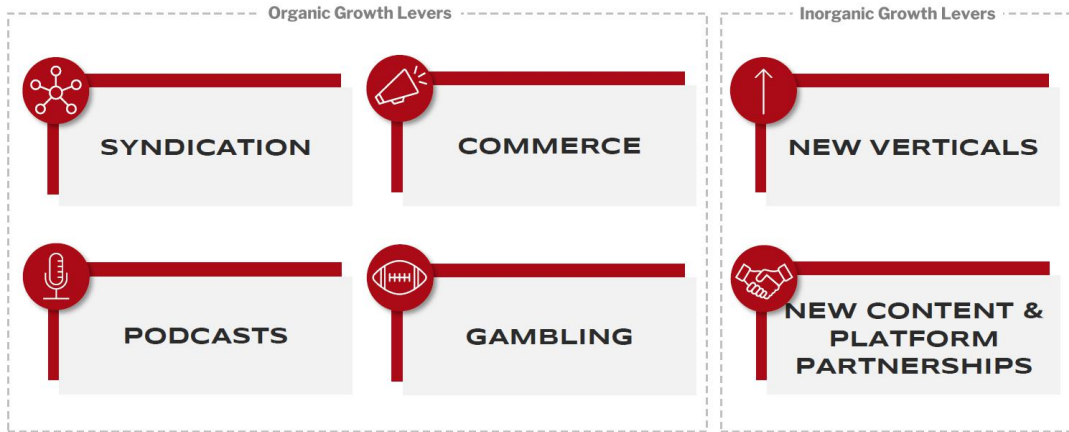 Organic Growth Levers
Inorganic Growth Levers
SYNDICATION
COMMERCE
NEW VERTICALS
PODCASTS
GAMBLING
NEW CONTENT &
PLATFORM
PARTNERSHIPS